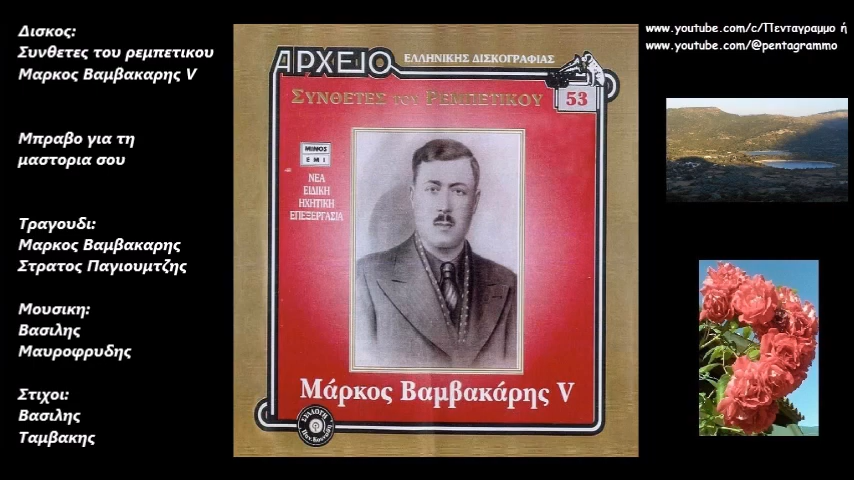 Δισκος:
Συνθετες του ρεμπετικου
Μαρκος Βαμβακαρης V
Μπραβο για τη
μαστορια σου
Τραγουδι:
Μαρκος Βαμβακαρης
Στρατος Παγιουμτζης
Μουσικη:
Βασιλης
Μαυροφρυδης
Στιχοι:
Βασιλης
Ταμβακης
ΑΡΧΕΙΟ ΕΛΛΗΝΙΚΗΣ ΔΙΣΚΟΓΡΑΦΙΑΣ
ΣΥΝΘΕΤΕΣ ΤΟΥ ΡΕΜΠΕΤΙΚΟΥ 53
MINOS
EMI
ΝΕΑ
ΕΙΔΙΚΗ
ΗΧΗΤΙΚΗ
ΕΠΕΞΕΡΓΑΣΙΑ
Μάρκος Βαμβακάρης V
ΣΥΛΛΟΓΗ
www.youtube.com/c/Πενταγραμμο ή
www.youtube.com/@pentagrammo